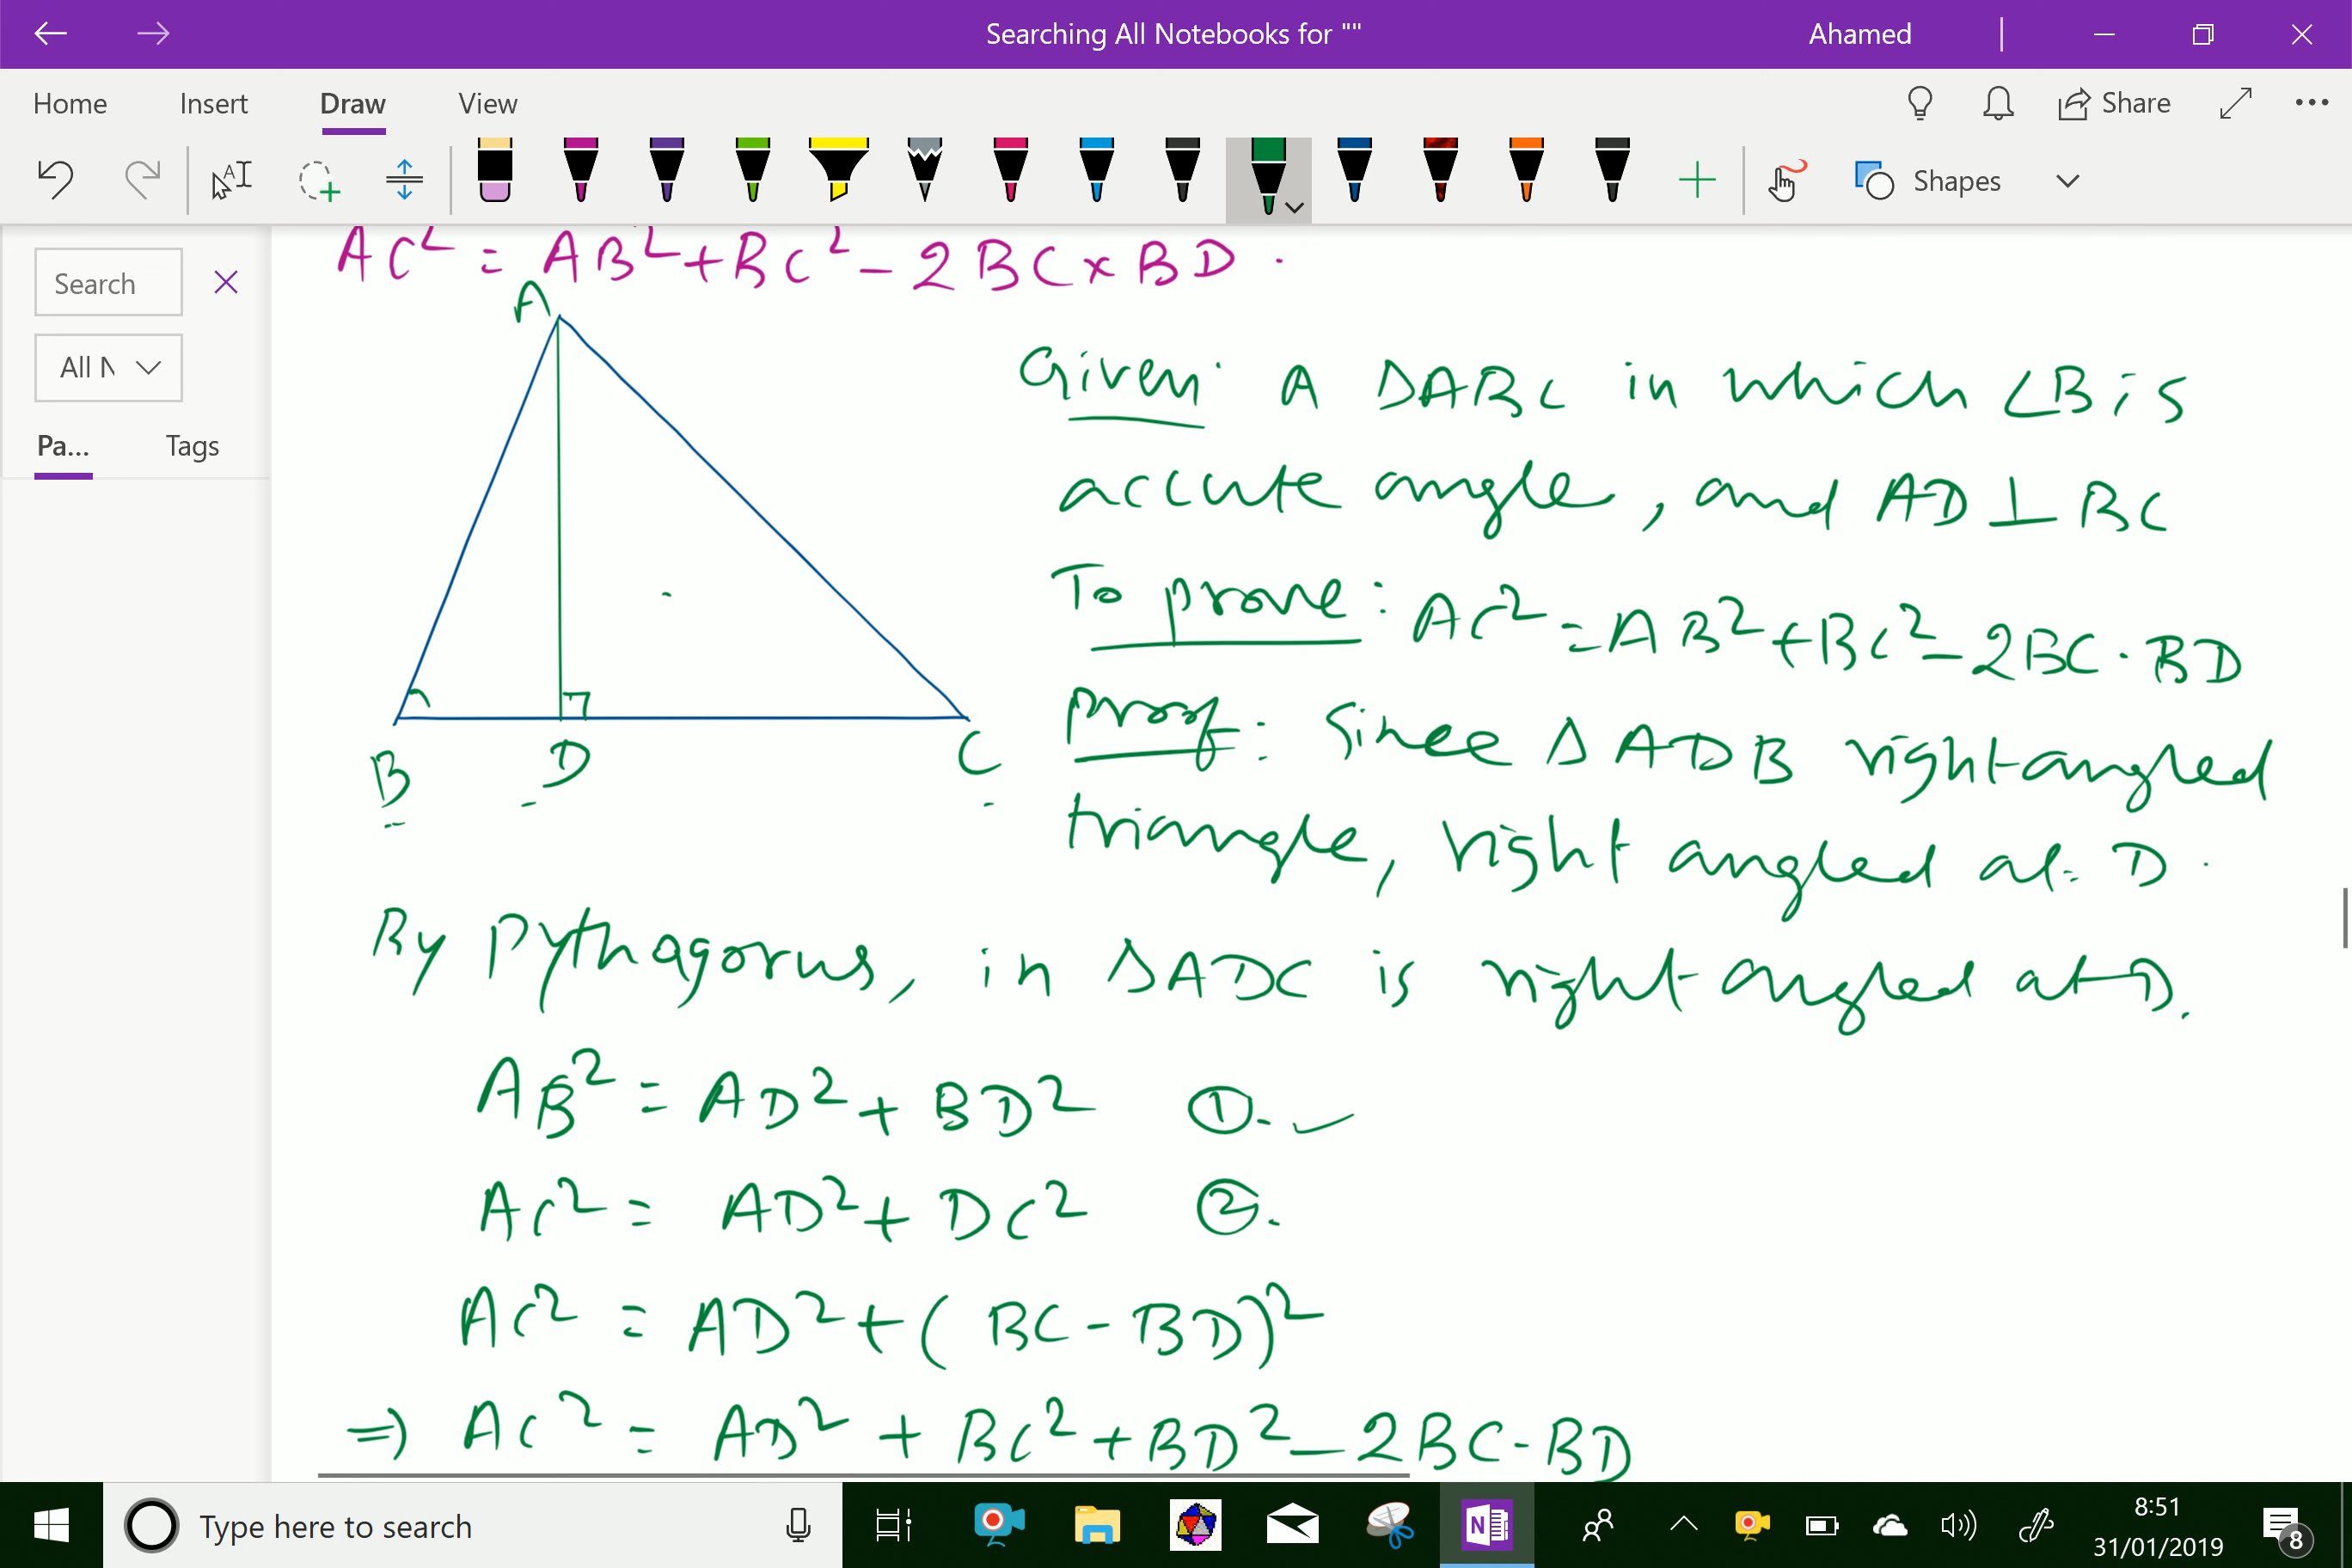 Searching All Notebooks for ""
Ahamed
Home Insert Draw View
Share
Shapes
Search
All N
Pa... Tags
AC² = AB² + BC² - 2BC × BD.
A
B D C
Given: A ΔABC in which ∠B is
accute angle, and AD ⊥ BC
To prove: AC² = AB² + BC² - 2BC·BD
Proof: Since ΔADB right angled
triangle, right angled at D.
By Pythagorus, in ΔADC is right angled at D.
AB² = AD² + BD² ①.
AC² = AD² + DC² ②.
AC² = AD² + (BC - BD)²
⇒ AC² = AD² + BC² + BD² - 2BC·BD
Type here to search
N
8:51
31/01/2019
8